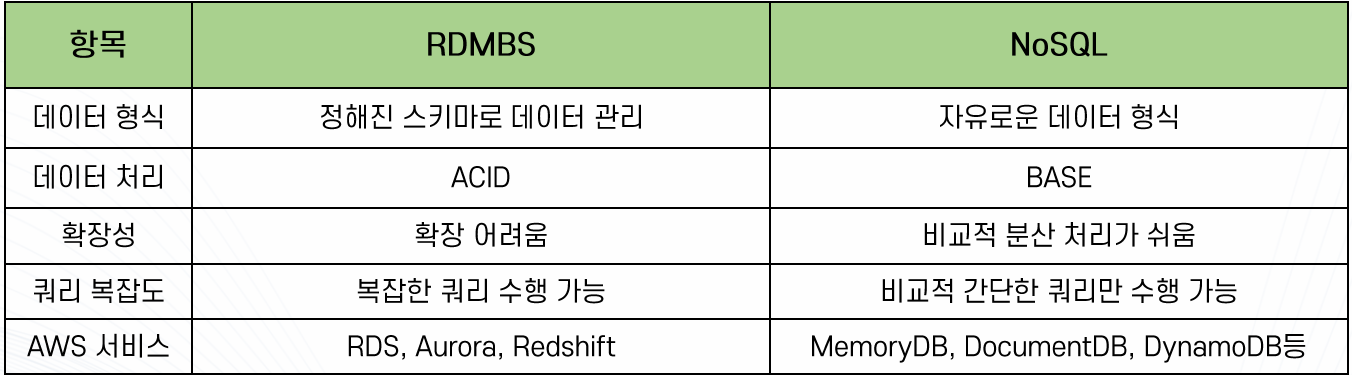 항목 RDMBS NoSQL
데이터 형식 정해진 스키마로 데이터 관리 자유로운 데이터 형식
데이터 처리 ACID BASE
확장성 확장 어려움 비교적 분산 처리가 쉬움
쿼리 복잡도 복잡한 쿼리 수행 가능 비교적 간단한 쿼리만 수행 가능
AWS 서비스 RDS, Aurora, Redshift MemoryDB, DocumentDB, DynamoDB등